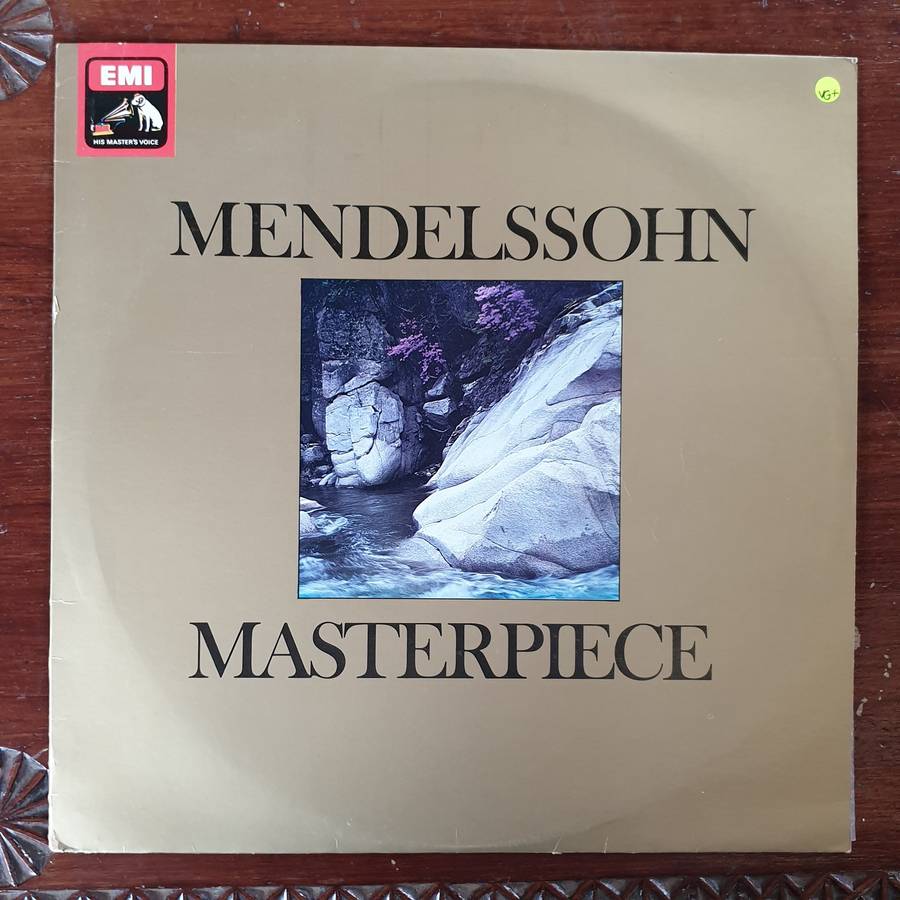 EMI
HIS MASTER'S VOICE
VG+
MENDELSSOHN
MASTERPIECE